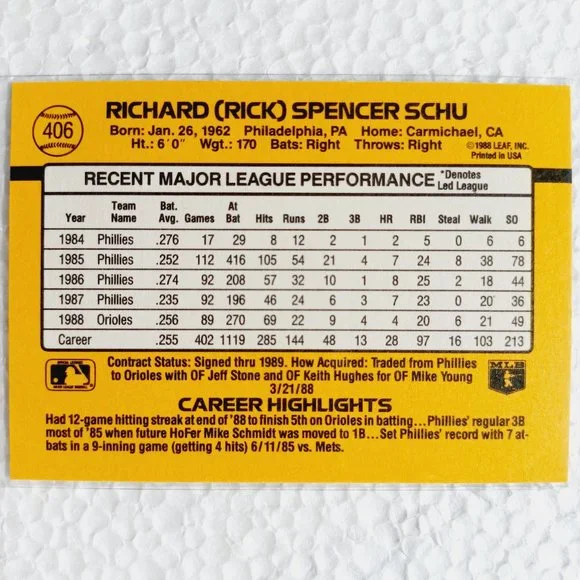 406
RICHARD (RICK) SPENCER SCHU
Born: Jan. 26, 1962 Philadelphia, PA Home: Carmichael, CA
Ht.: 6´0˝ Wgt.: 170 Bats: Right Throws: Right
©1988 LEAF, INC.
Printed in USA
RECENT MAJOR LEAGUE PERFORMANCE *Denotes Led League
Year Team Name Bat. Avg. Games At Bat Hits Runs 2B 3B HR RBI Steal Walk SO
1984 Phillies .276 17 29 8 12 2 1 2 5 0 6 6
1985 Phillies .252 112 416 105 54 21 4 7 24 8 38 78
1986 Phillies .274 92 208 57 32 10 1 8 25 2 18 44
1987 Phillies .235 92 196 46 24 6 3 7 23 0 20 36
1988 Orioles .256 89 270 69 22 9 4 4 20 6 21 49
Career .255 402 1119 285 144 48 13 28 97 16 103 213
Contract Status: Signed thru 1989. How Acquired: Traded from Phillies
to Orioles with OF Jeff Stone and OF Keith Hughes for OF Mike Young
3/21/88
MLB
CAREER HIGHLIGHTS
Had 12-game hitting streak at end of '88 to finish 5th on Orioles in batting...Phillies' regular 3B
most of '85 when future HoFer Mike Schmidt was moved to 1B...Set Phillies' record with 7 at-
bats in a 9-inning game (getting 4 hits) 6/11/85 vs. Mets.